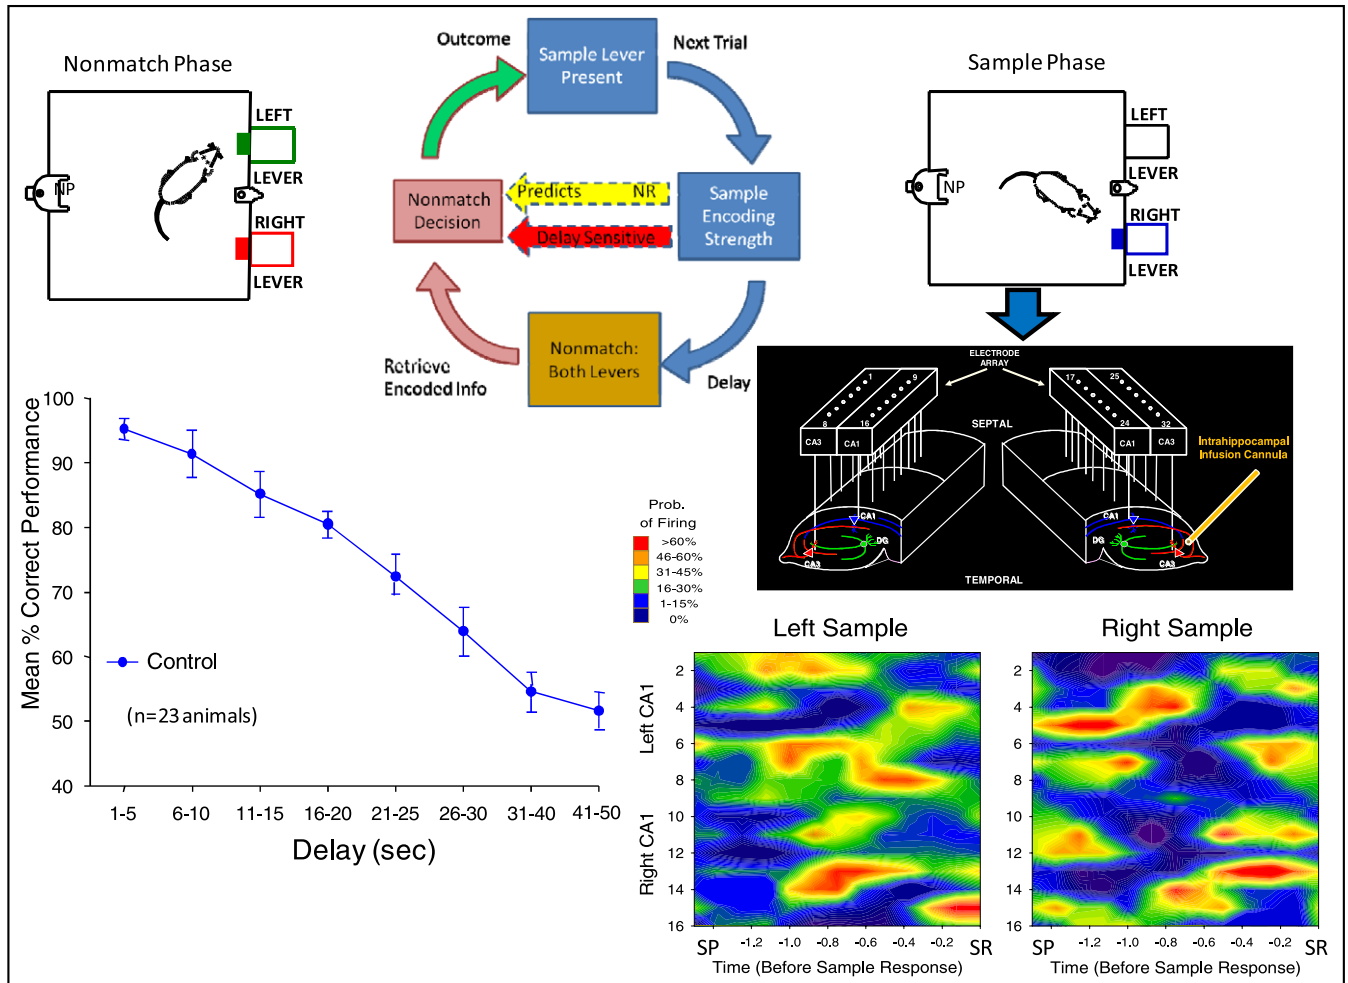 Nonmatch Phase
LEFT
LEVER
NP
RIGHT
LEVER
Outcome
Sample Lever
Present
Next Trial
Nonmatch
Decision
Predicts NR
Delay Sensitive
Sample
Encoding
Strength
Retrieve
Encoded Info
Nonmatch:
Both Levers
Delay
Sample Phase
LEFT
LEVER
NP
RIGHT
LEVER
ELECTRODE
ARRAY
1
9
8
16
CA3
CA1
17
25
24
32
CA1
CA3
SEPTAL
Intrahippocampal
Infusion Cannula
CA1
DG
CA3
CA1
DG
CA3
TEMPORAL
Mean % Correct Performance
100
90
80
70
60
50
40
Control
(n=23 animals)
1-5 6-10 11-15 16-20 21-25 26-30 31-40 41-50
Delay (sec)
Prob.
of Firing
>60%
46-60%
31-45%
16-30%
1-15%
0%
Left Sample
Left CA1
Right CA1
2
4
6
8
10
12
14
16
SP -1.2 -1.0 -0.8 -0.6 -0.4 -0.2 SR
Time (Before Sample Response)
Right Sample
2
4
6
8
10
12
14
16
SP -1.2 -1.0 -0.8 -0.6 -0.4 -0.2 SR
Time (Before Sample Response)